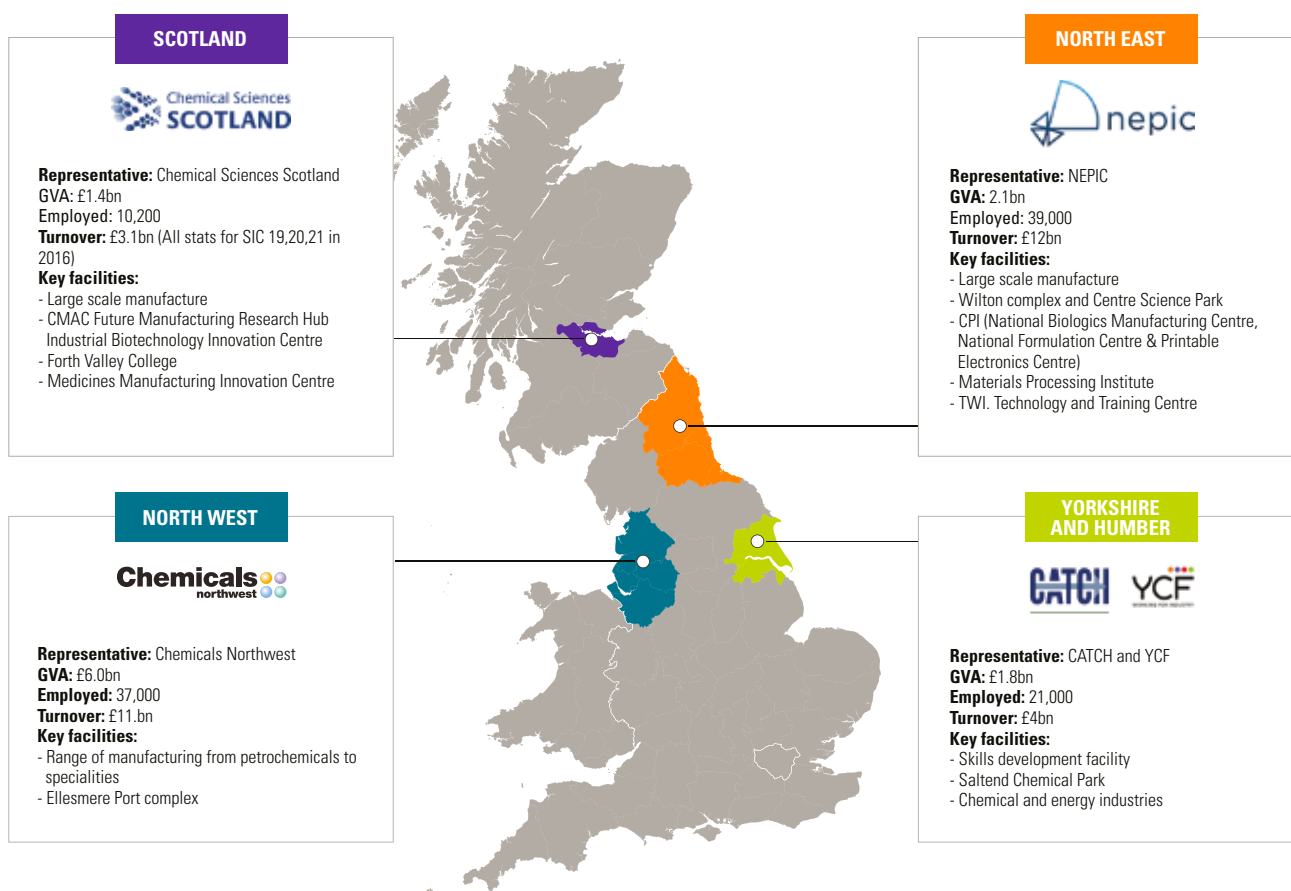 SCOTLAND
Chemical Sciences
SCOTLAND
Representative: Chemical Sciences Scotland
GVA: £1.4bn
Employed: 10,200
Turnover: £3.1bn (All stats for SIC 19,20,21 in
2016)
Key facilities:
- Large scale manufacture
- CMAC Future Manufacturing Research Hub
Industrial Biotechnology Innovation Centre
- Forth Valley College
- Medicines Manufacturing Innovation Centre
NORTH EAST
nepic
Representative: NEPIC
GVA: 2.1bn
Employed: 39,000
Turnover: £12bn
Key facilities:
- Large scale manufacture
- Wilton complex and Centre Science Park
- CPI (National Biologics Manufacturing Centre,
National Formulation Centre & Printable
Electronics Centre)
- Materials Processing Institute
- TWI. Technology and Training Centre
NORTH WEST
Chemicals
northwest
Representative: Chemicals Northwest
GVA: £6.0bn
Employed: 37,000
Turnover: £11.bn
Key facilities:
- Range of manufacturing from petrochemicals to
specialities
- Ellesmere Port complex
YORKSHIRE
AND HUMBER
CATCH
YCF
WORKING FOR INDUSTRY
Representative: CATCH and YCF
GVA: £1.8bn
Employed: 21,000
Turnover: £4bn
Key facilities:
- Skills development facility
- Saltend Chemical Park
- Chemical and energy industries